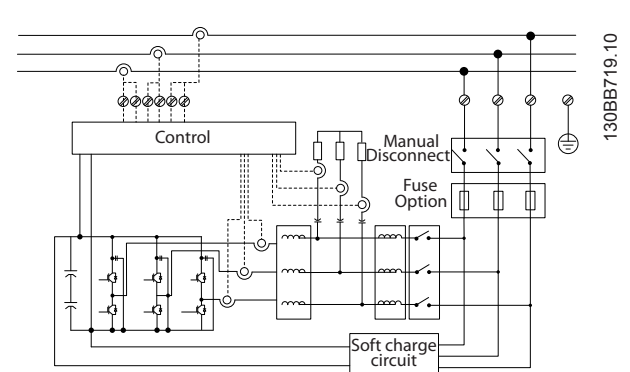 130BB719.10
Control
Manual
Disconnect
Fuse
Option
Soft charge
circuit